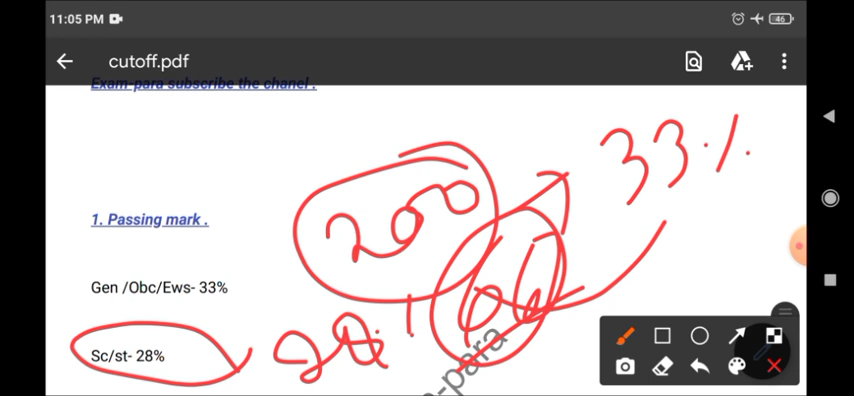 11:05 PM
46
cutoff.pdf
Exam-para subscribe the chanel .
33%
200
1. Passing mark .
66
Gen /Obc/Ews- 33%
Sc/st- 28%
-para